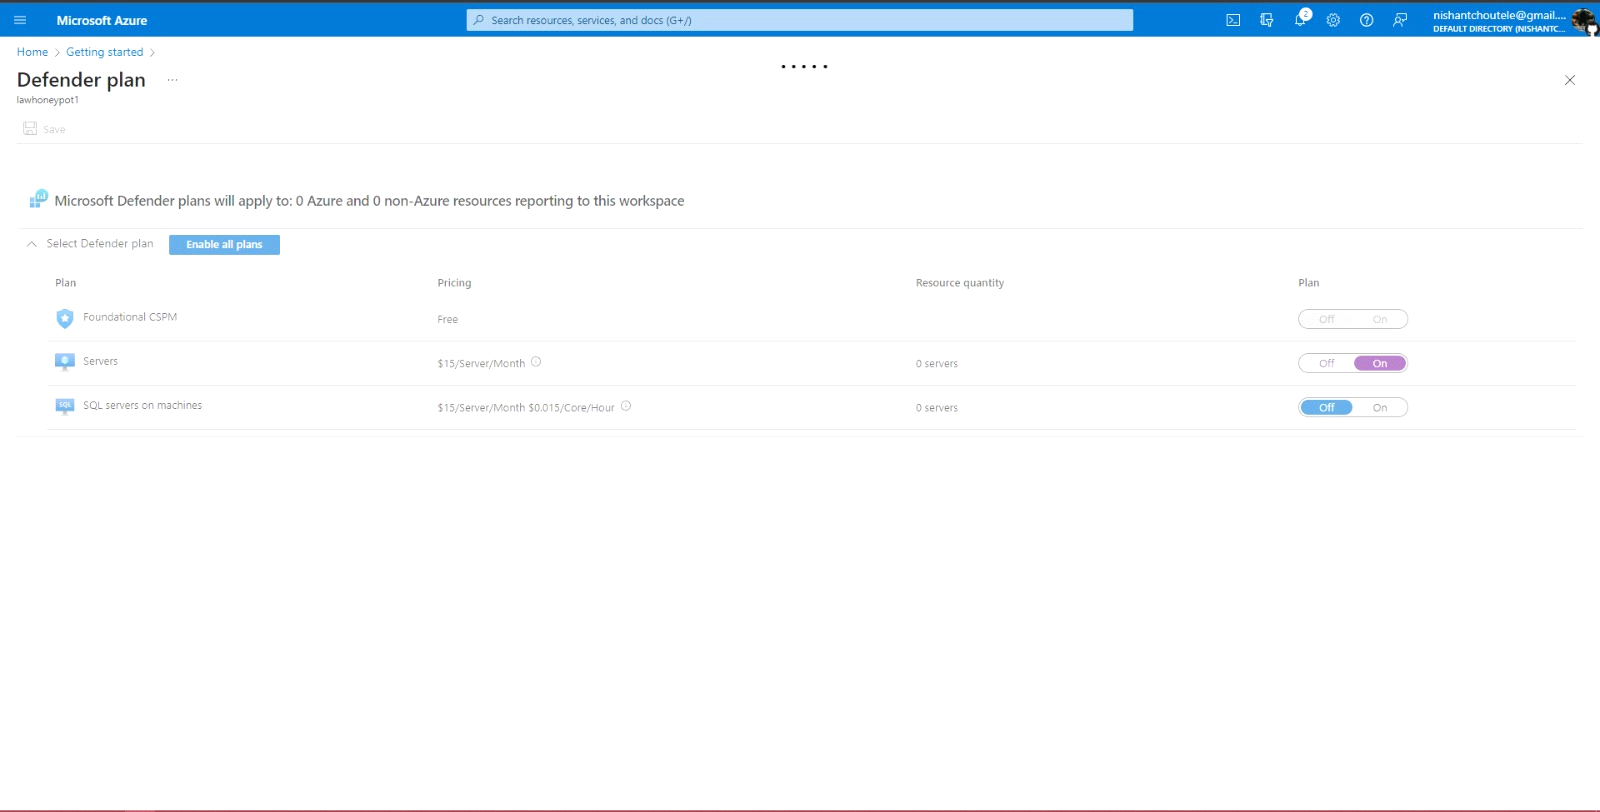 Microsoft Azure
Search resources, services, and docs (G+/)
2
nishantchoutele@gmail....
DEFAULT DIRECTORY (NISHANTC...
Home > Getting started >
Defender plan ...
lawhoneypot1
Save
Microsoft Defender plans will apply to: 0 Azure and 0 non-Azure resources reporting to this workspace
Select Defender plan Enable all plans
Plan Pricing Resource quantity Plan
Foundational CSPM Free Off On
Servers $15/Server/Month 0 servers Off On
SQL SQL servers on machines $15/Server/Month $0.015/Core/Hour 0 servers Off On